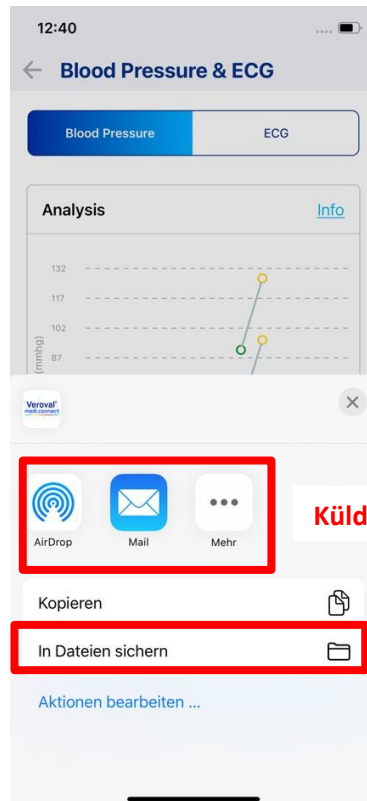 12:40
Blood Pressure & ECG
Blood Pressure
ECG
Analysis
Info
132
117
102
87
(mmhg)
Veroval®
medi.connect
AirDrop
Mail
Mehr
Küld
Kopieren
In Dateien sichern
Aktionen bearbeiten ...